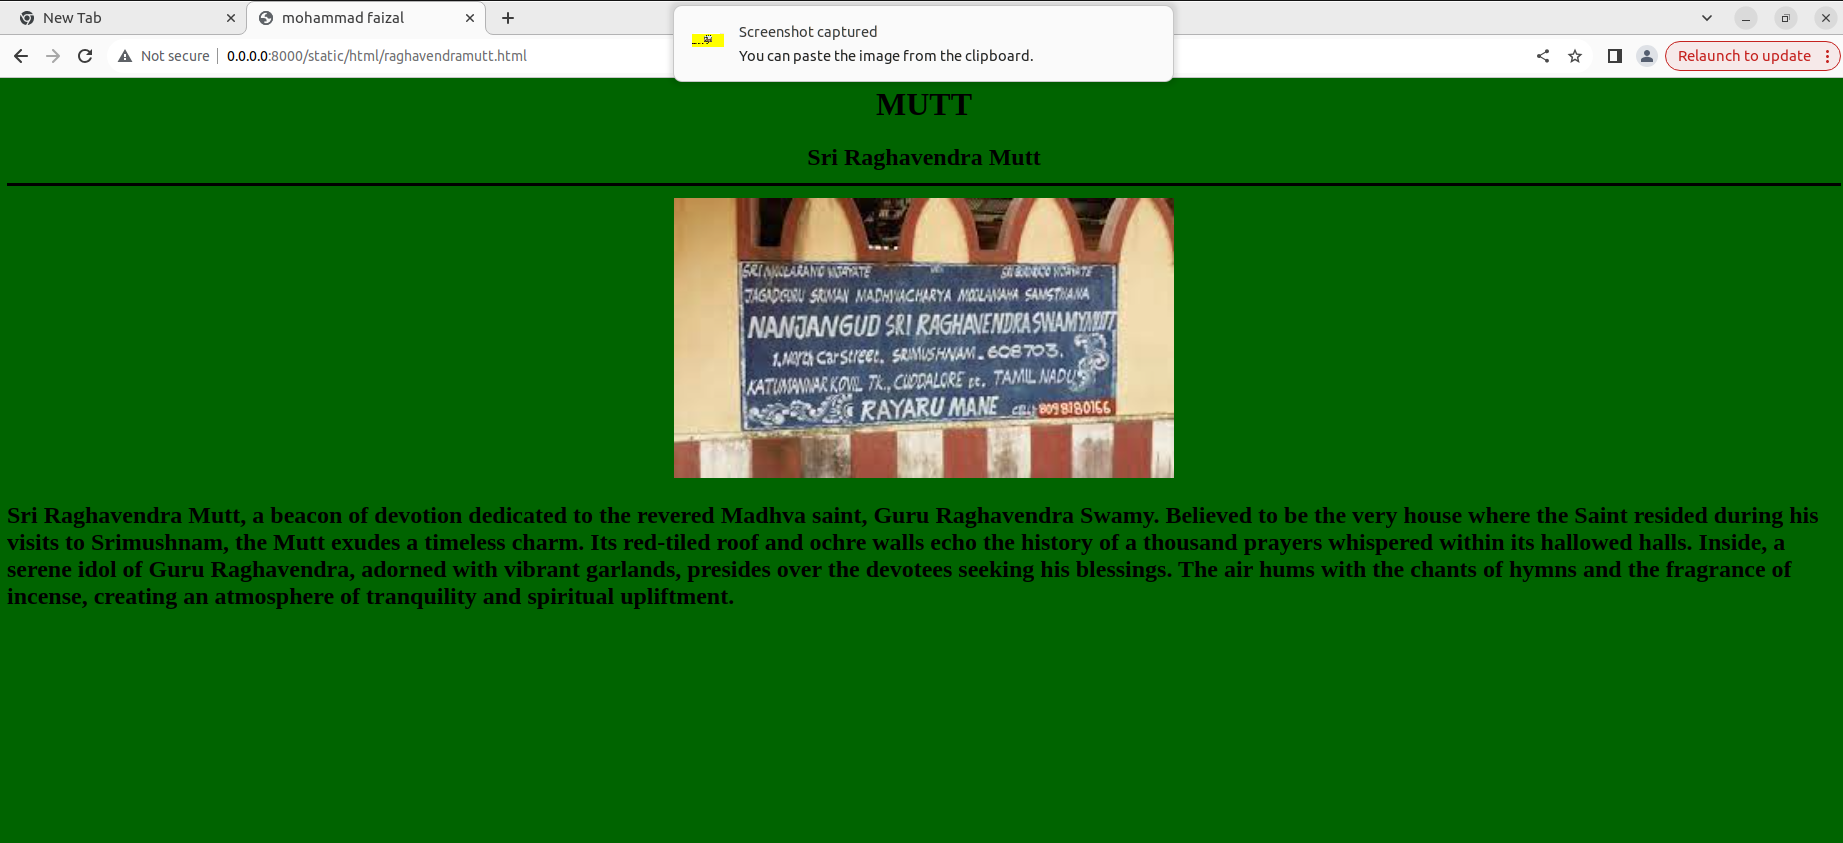 New Tab
mohammad faizal
Screenshot captured
You can paste the image from the clipboard.
Not secure
0.0.0.0:8000/static/html/raghavendramutt.html
Relaunch to update
MUTT
Sri Raghavendra Mutt
SRI VIJAYATE SRI VIJAYATE
JAGADGURU SRIMAN MADHVACHARYA MOOLAMAHA SAMSTHANA
NANJANGUD SRI RAGHAVENDRA SWAMY MUTT
1, North Car Street, SRIMUSHNAM - 608703.
KATUMANNAR KOVIL TK., CUDDALORE DT. TAMIL NADU
RAYARU MANE CELL: 8098180166
Sri Raghavendra Mutt, a beacon of devotion dedicated to the revered Madhva saint, Guru Raghavendra Swamy. Believed to be the very house where the Saint resided during his
visits to Srimushnam, the Mutt exudes a timeless charm. Its red-tiled roof and ochre walls echo the history of a thousand prayers whispered within its hallowed halls. Inside, a
serene idol of Guru Raghavendra, adorned with vibrant garlands, presides over the devotees seeking his blessings. The air hums with the chants of hymns and the fragrance of
incense, creating an atmosphere of tranquility and spiritual upliftment.